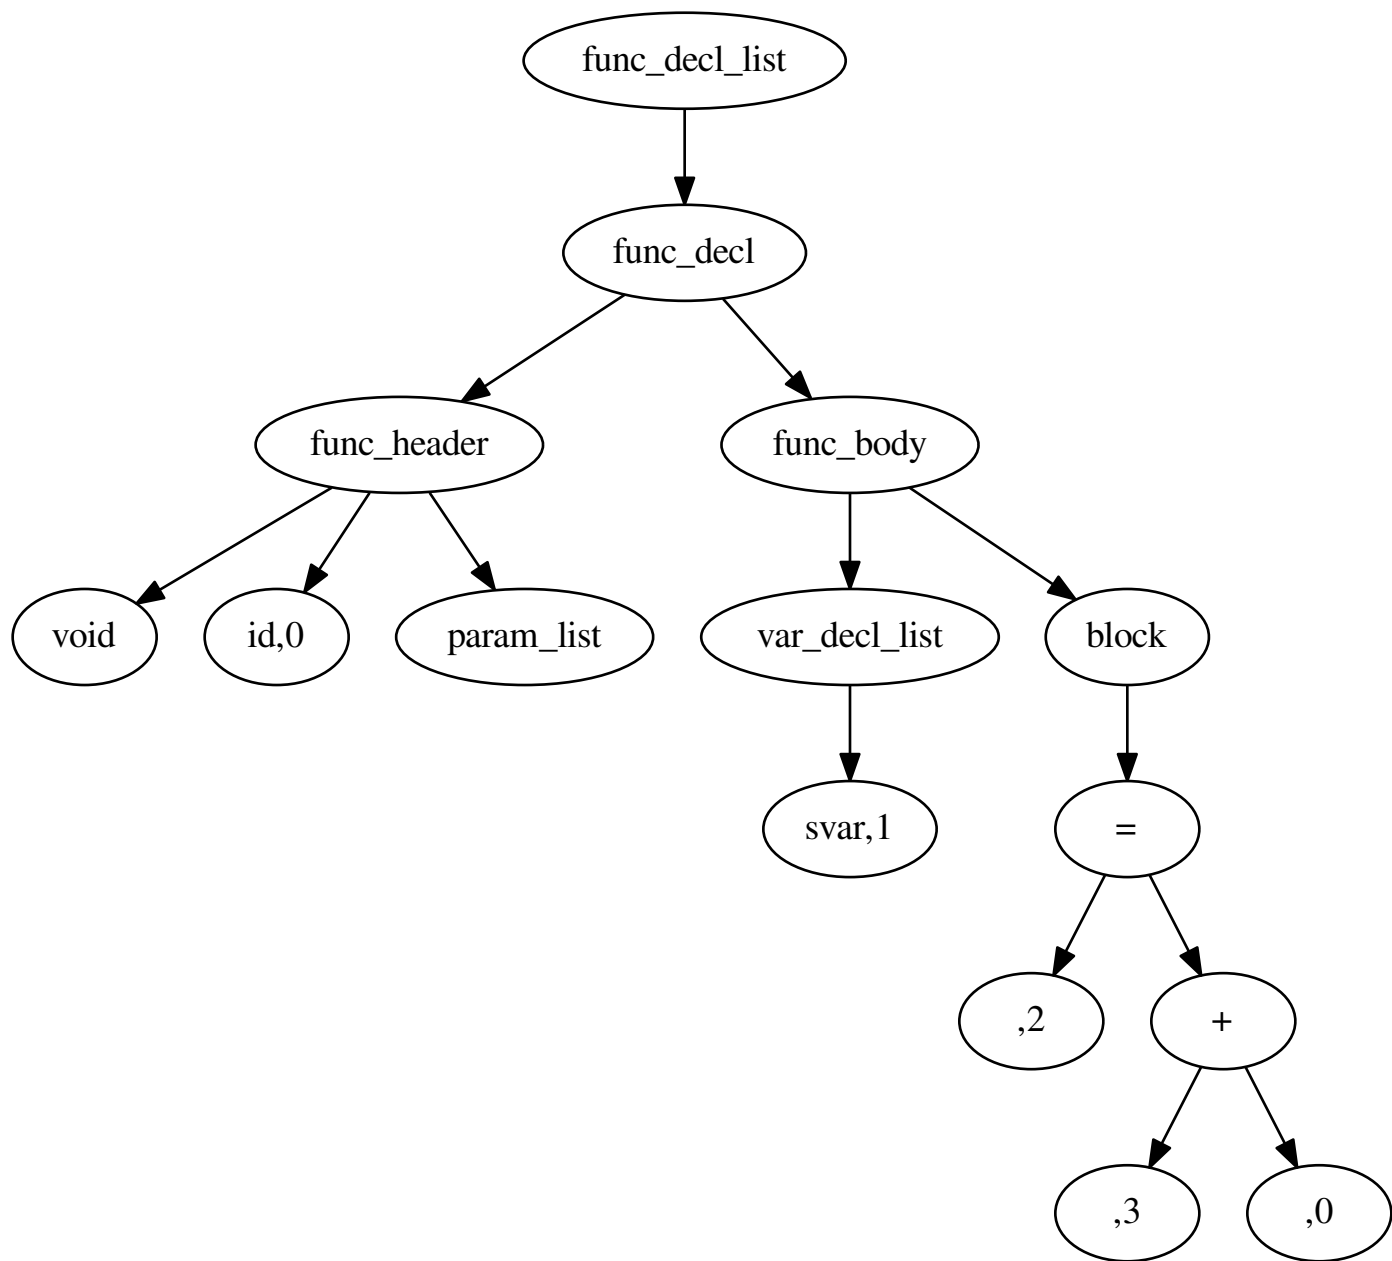 func_decl_list
func_decl
func_header
func_body
void
id,0
param_list
var_decl_list
block
svar,1
=
,2
+
,3
,0